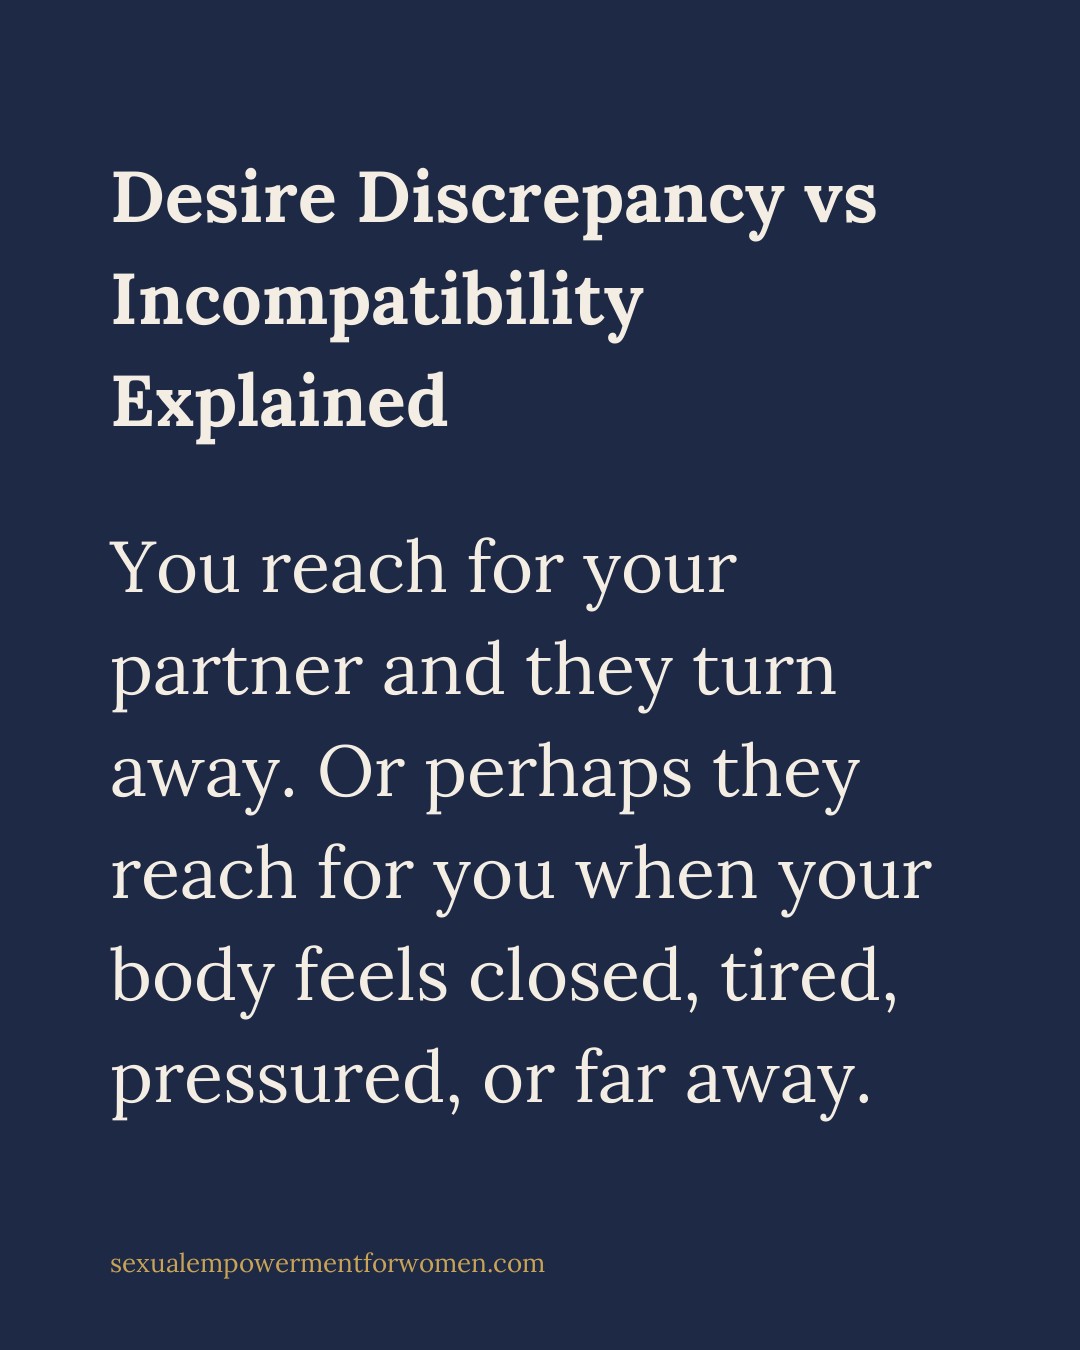 Desire Discrepancy vs
Incompatibility
Explained
You reach for your
partner and they turn
away. Or perhaps they
reach for you when your
body feels closed, tired,
pressured, or far away.
sexualempowermentforwomen.com